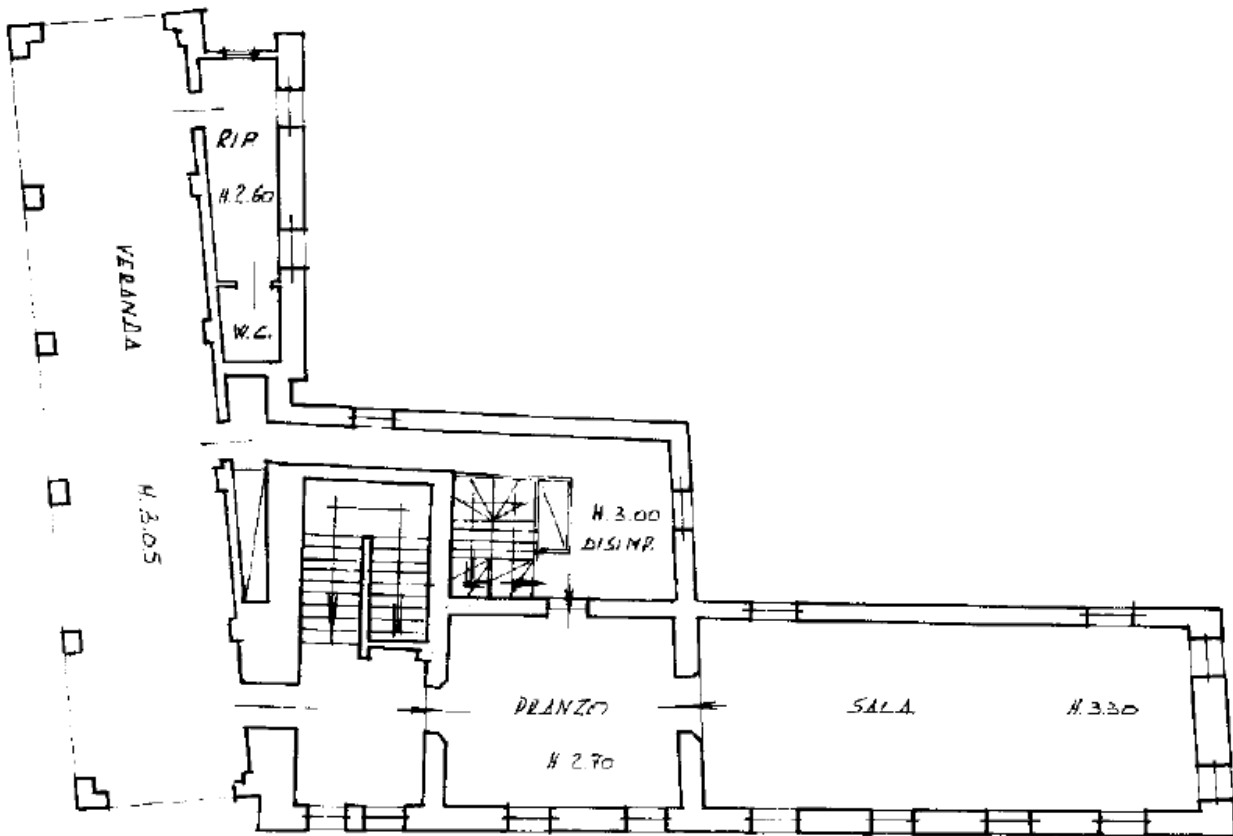 RIP.
H. 2.60
VERANDA
W.C.
H. 3.05
H. 3.00
DISIMP.
PRANZO
SALA
H. 3.30
H 2.70